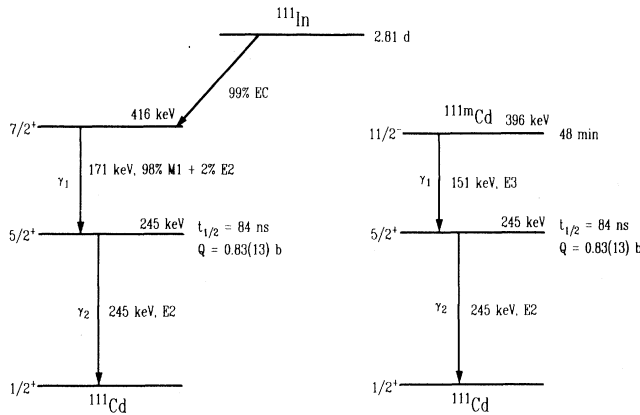 ¹¹¹In
2.81 d
99% EC
416 keV
7/2⁺
γ₁
171 keV, 98% M1 + 2% E2
245 keV
5/2⁺
t₁/₂ = 84 ns
Q = 0.83(13) b
γ₂
245 keV, E2
1/2⁺
¹¹¹Cd
¹¹¹ᵐCd
396 keV
11/2⁻
48 min
γ₁
151 keV, E3
245 keV
5/2⁺
t₁/₂ = 84 ns
Q = 0.83(13) b
γ₂
245 keV, E2
1/2⁺
¹¹¹Cd